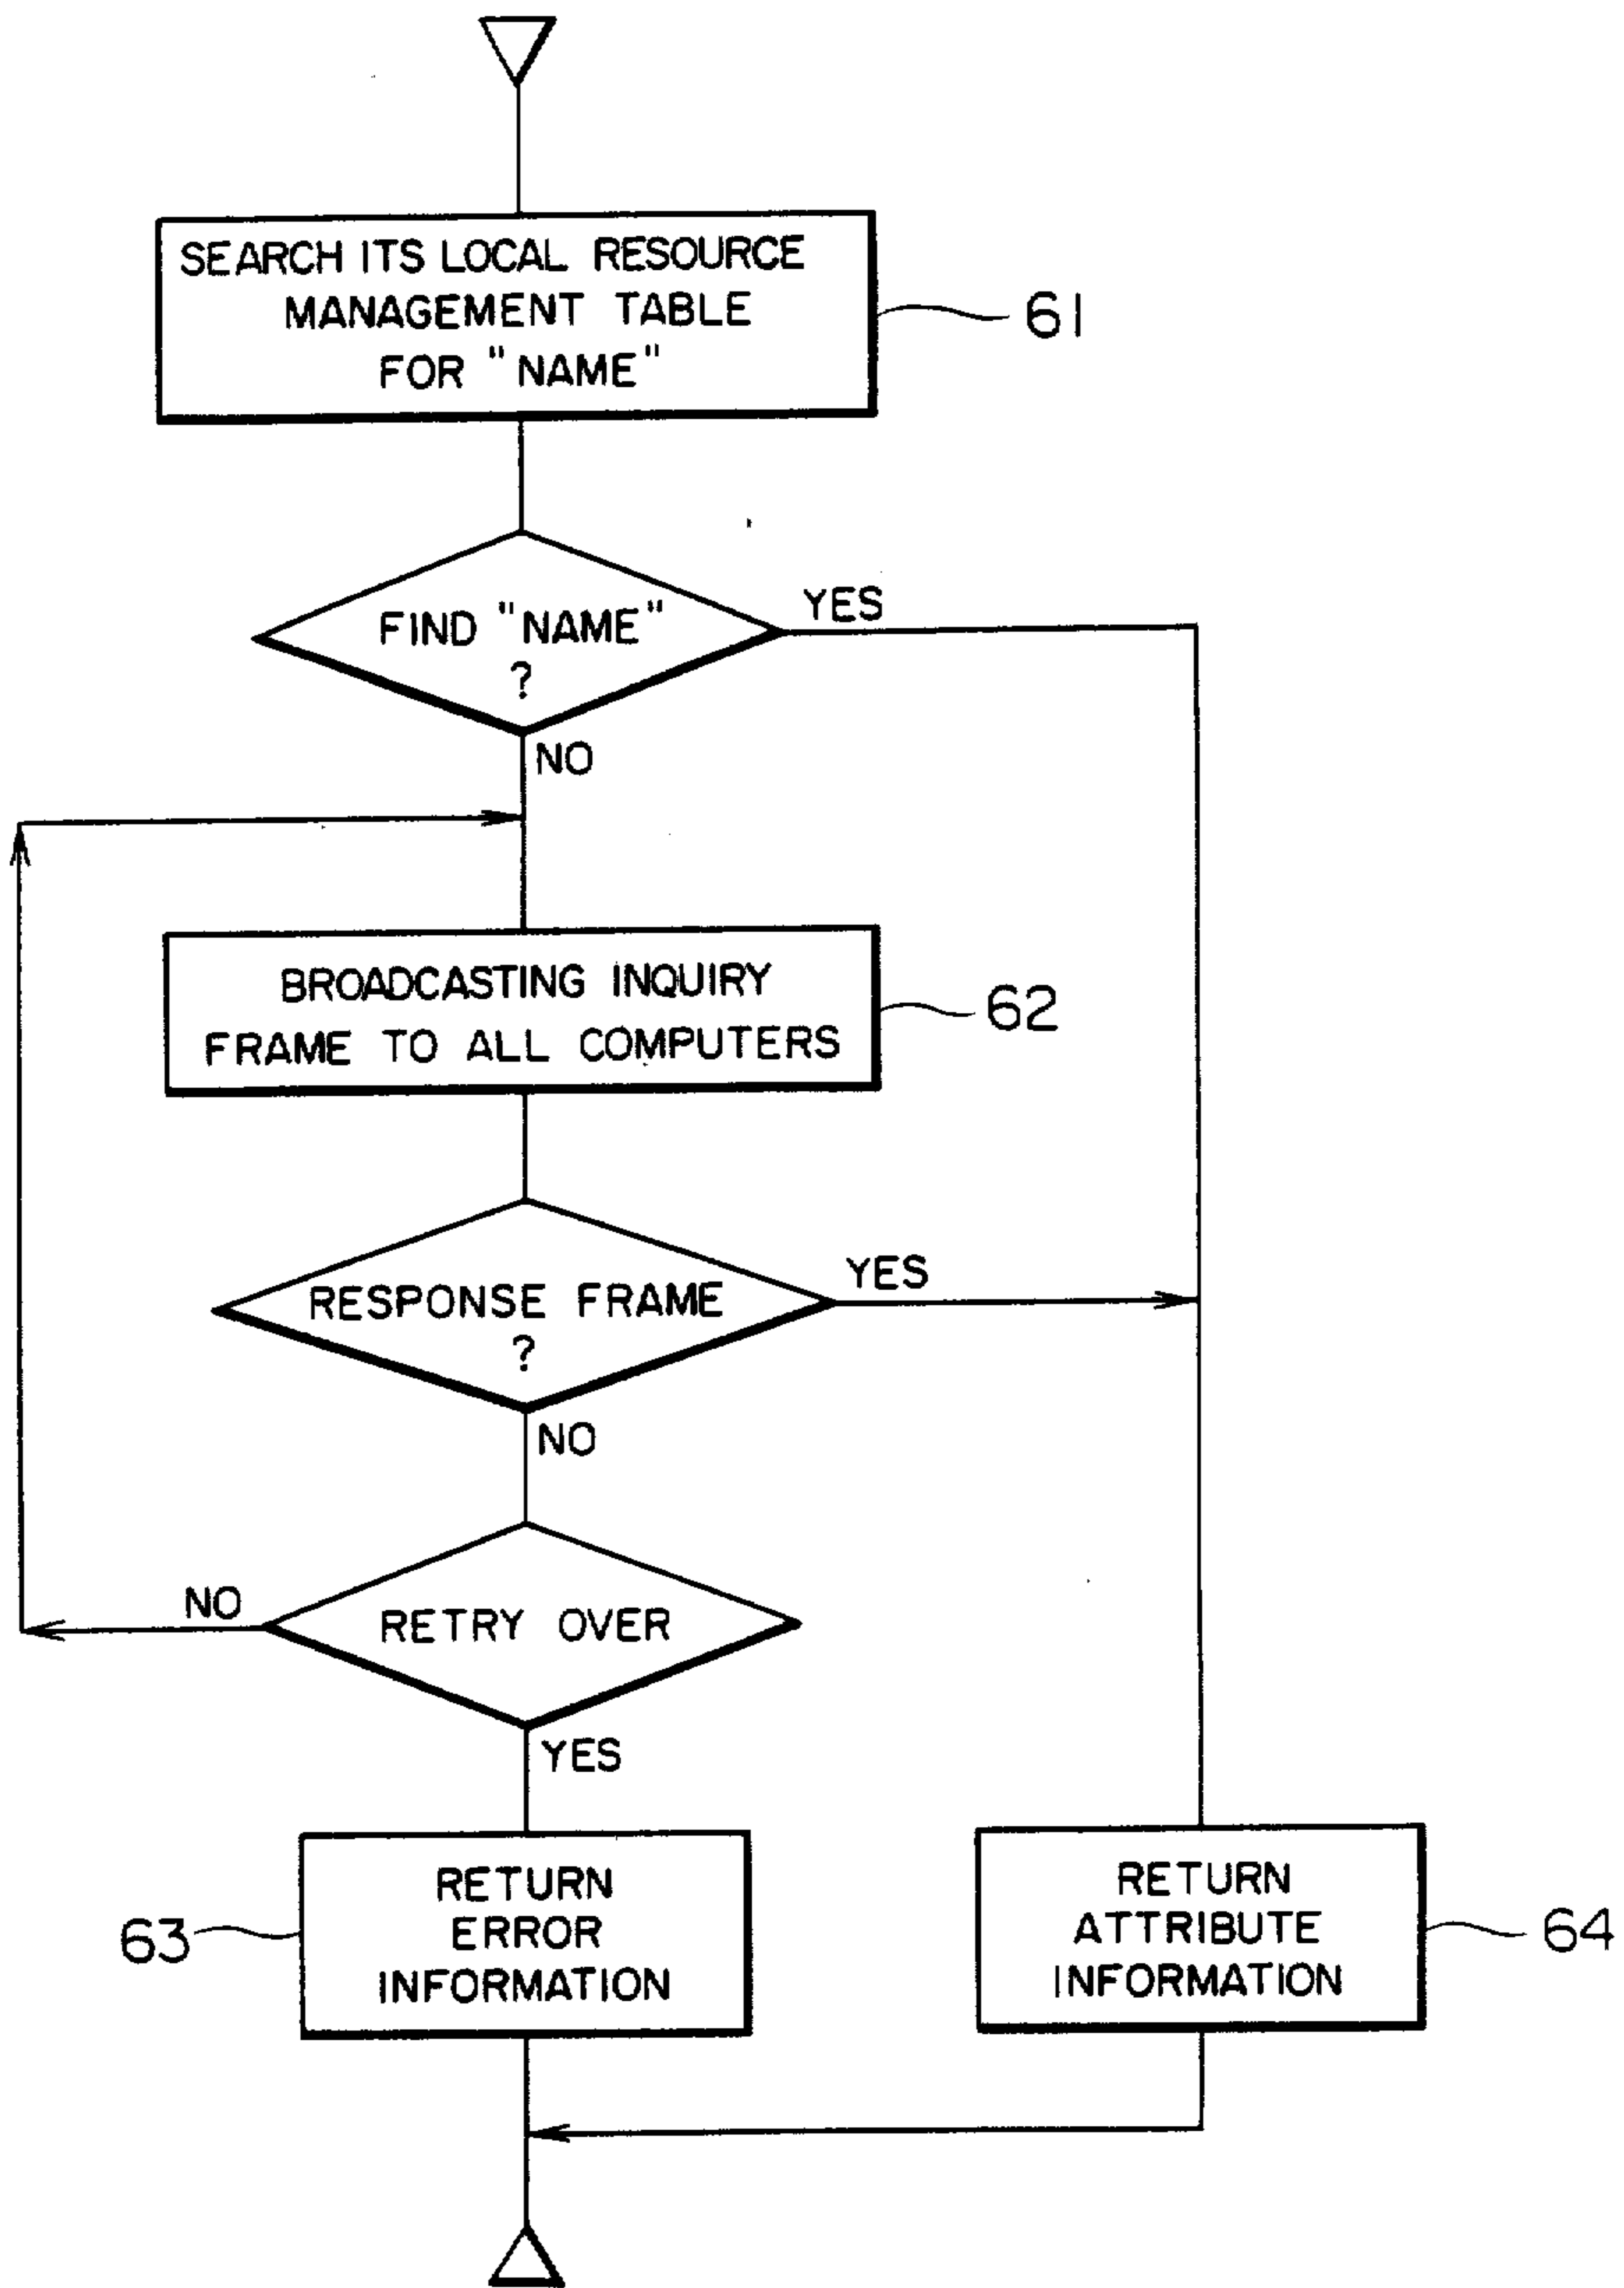 SEARCH ITS LOCAL RESOURCE
MANAGEMENT TABLE
FOR "NAME"
61
FIND "NAME"
?
YES
NO
BROADCASTING INQUIRY
FRAME TO ALL COMPUTERS
62
RESPONSE FRAME
?
YES
NO
RETRY OVER
NO
YES
RETURN
ERROR
INFORMATION
63
RETURN
ATTRIBUTE
INFORMATION
64